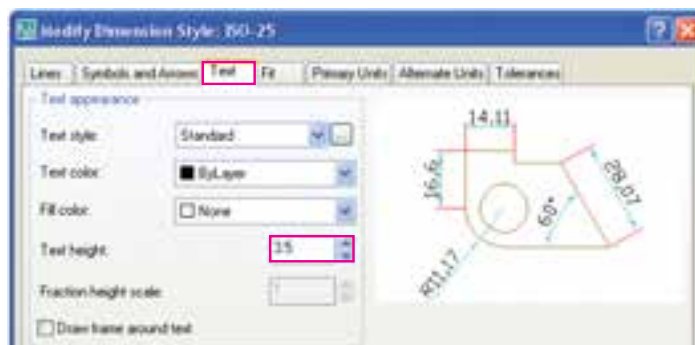 Modify Dimension Style: ISO-25
Lines Symbols and Arrows Text Fit Primary Units Alternate Units Tolerances
Text appearance
Text style: Standard ...
Text color: ByLayer
Fill color: None
Text height:
Fraction height scale:
Draw frame around text
14,11
16,6
28,07
60°
R11,17